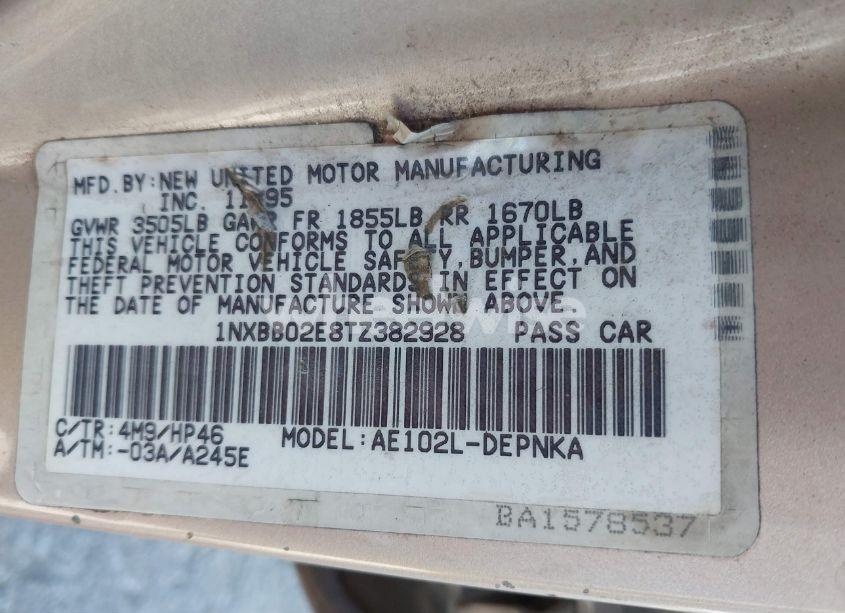 MFD.BY:NEW UNITED MOTOR MANUFACTURING
INC. 11/95
GVWR 3505LB GAWR FR 1855LB RR 1670LB
THIS VEHICLE CONFORMS TO ALL APPLICABLE
FEDERAL MOTOR VEHICLE SAFETY,BUMPER,AND
THEFT PREVENTION STANDARDS IN EFFECT ON
THE DATE OF MANUFACTURE SHOWN ABOVE.
1NXBB02E8TZ382928 PASS CAR
C/TR:4M9/HP46
A/TM:-03A/A245E
MODEL:AE102L-DEPNKA
BA1578537